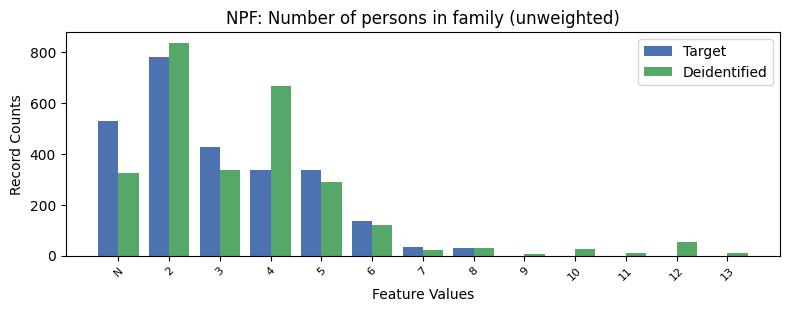 NPF: Number of persons in family (unweighted)
Target
Deidentified
Record Counts
800
600
400
200
0
N 2 3 4 5 6 7 8 9 10 11 12 13
Feature Values